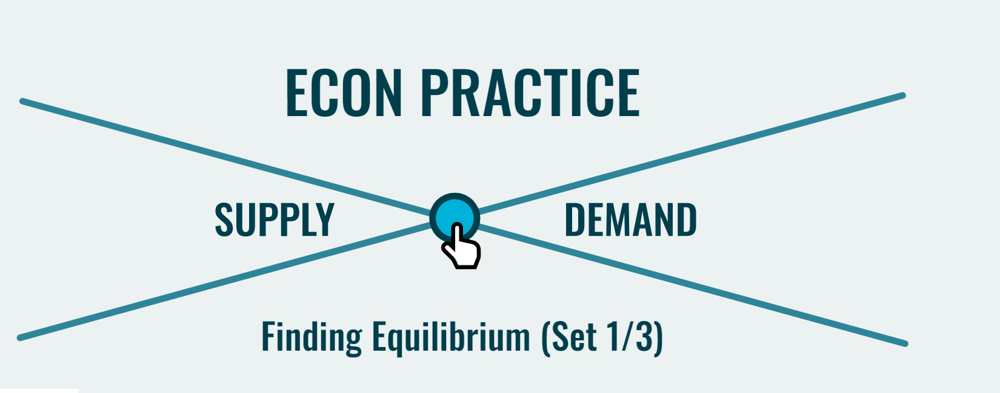 ECON PRACTICE
SUPPLY
DEMAND
Finding Equilibrium (Set 1/3)